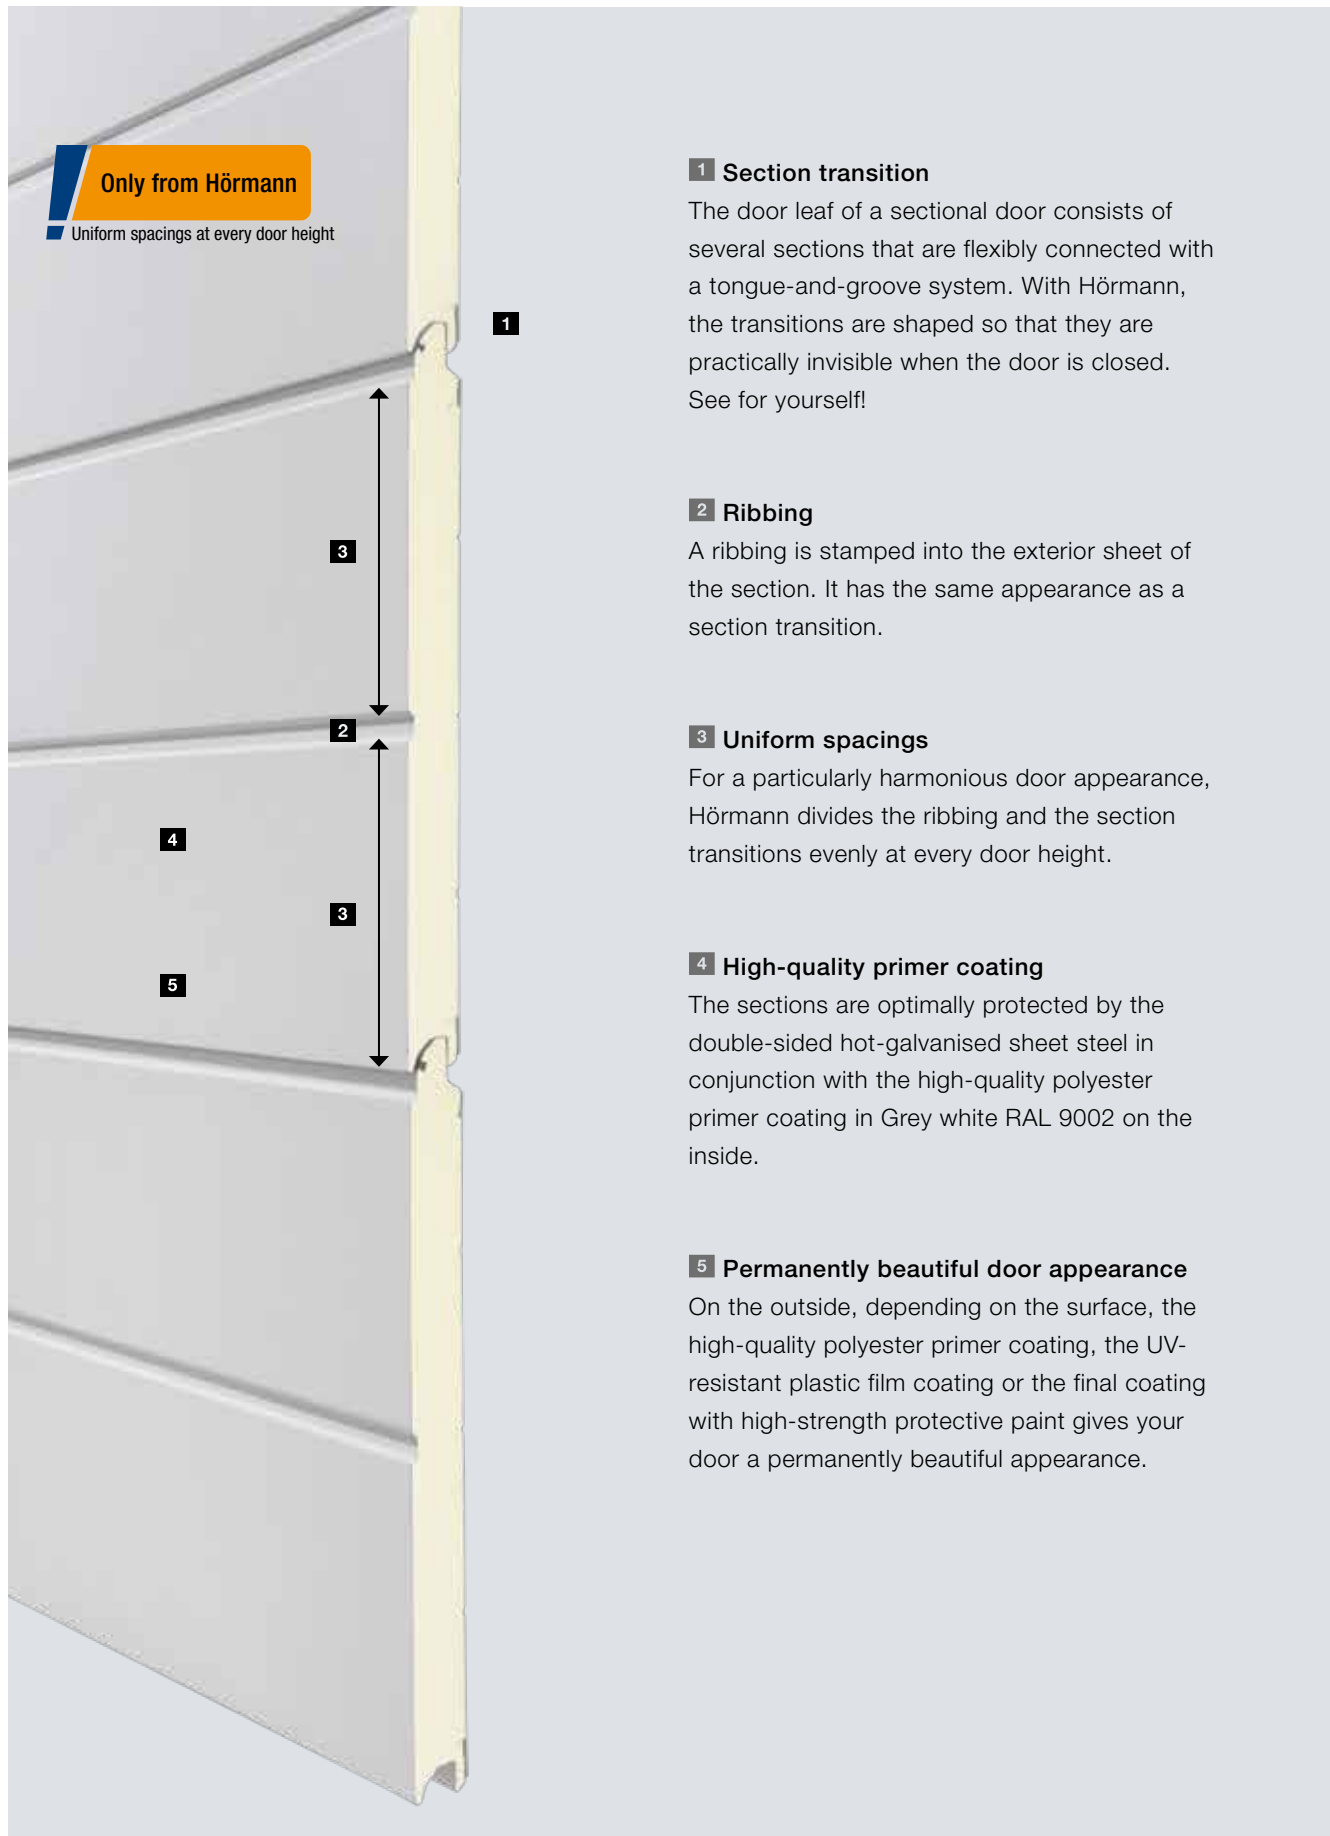 Only from Hörmann
Uniform spacings at every door height
1
3
2
4
3
5
1 Section transition
The door leaf of a sectional door consists of
several sections that are flexibly connected with
a tongue-and-groove system. With Hörmann,
the transitions are shaped so that they are
practically invisible when the door is closed.
See for yourself!
2 Ribbing
A ribbing is stamped into the exterior sheet of
the section. It has the same appearance as a
section transition.
3 Uniform spacings
For a particularly harmonious door appearance,
Hörmann divides the ribbing and the section
transitions evenly at every door height.
4 High-quality primer coating
The sections are optimally protected by the
double-sided hot-galvanised sheet steel in
conjunction with the high-quality polyester
primer coating in Grey white RAL 9002 on the
inside.
5 Permanently beautiful door appearance
On the outside, depending on the surface, the
high-quality polyester primer coating, the UV-
resistant plastic film coating or the final coating
with high-strength protective paint gives your
door a permanently beautiful appearance.